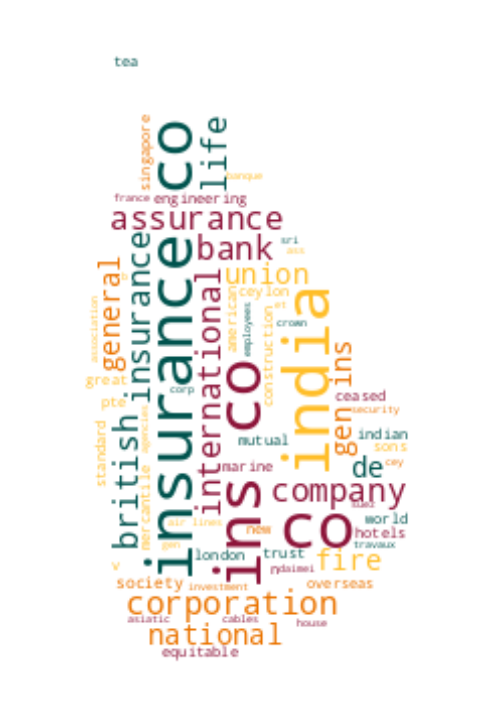 tea
singapore
co
life
banque
france
engineering
assurance
bank
sri
ass
insurance
insurance
general
union
international
american
ceylon
india
et
employees
construction
association
crown
gen
ins
great
corp
co
ceased
pte
agencies
security
british
standard
mercantile
mutual
indian
sons
marine
de
cey
ins
company
suez
air lines
new
co
world
hotels
gen
london
trust
travaux
fire
v
society
investment
overseas
corporation
asiatic
cables
house
national
equitable